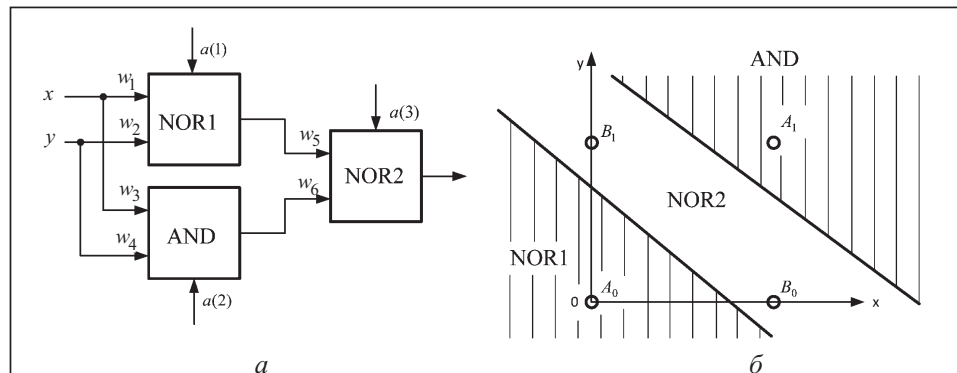 a(1)
x
w1
NOR1
y
w2
w3
AND
w4
a(2)
w5
a(3)
NOR2
w6
а
AND
y
B1
A1
NOR2
NOR1
0
A0
B0
x
б